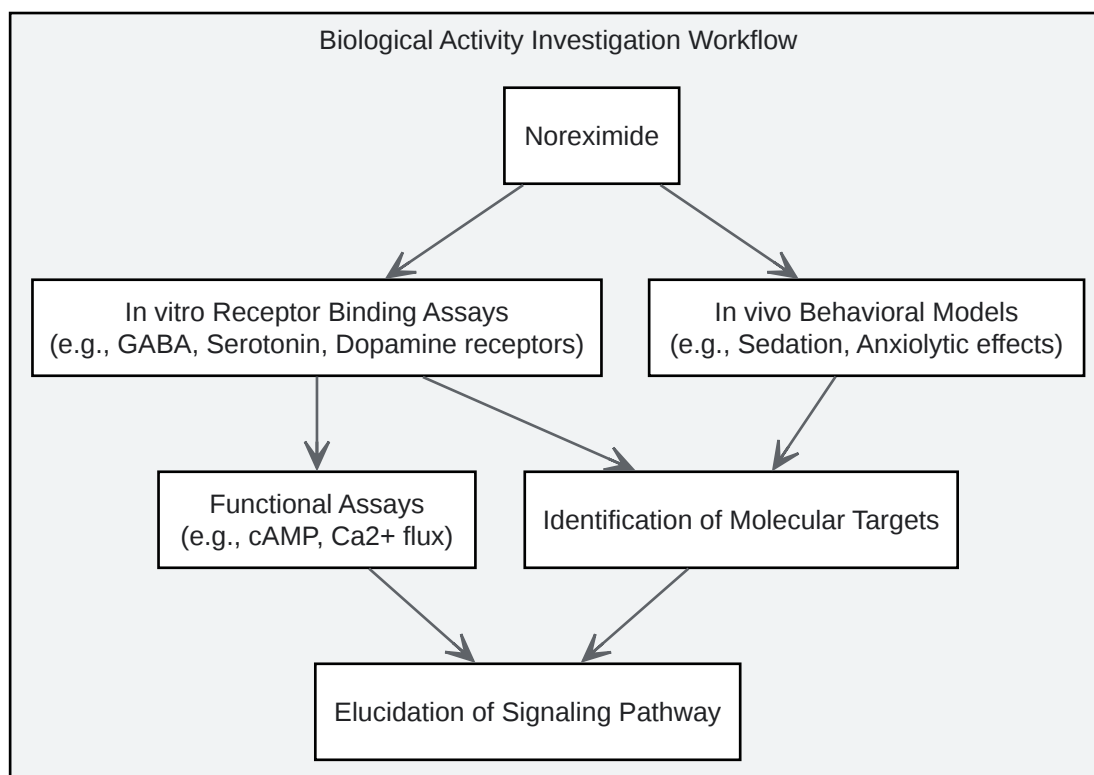 Biological Activity Investigation Workflow
Noreximide
In vitro Receptor Binding Assays
(e.g., GABA, Serotonin, Dopamine receptors)
In vivo Behavioral Models
(e.g., Sedation, Anxiolytic effects)
Functional Assays
(e.g., cAMP, Ca2+ flux)
Identification of Molecular Targets
Elucidation of Signaling Pathway